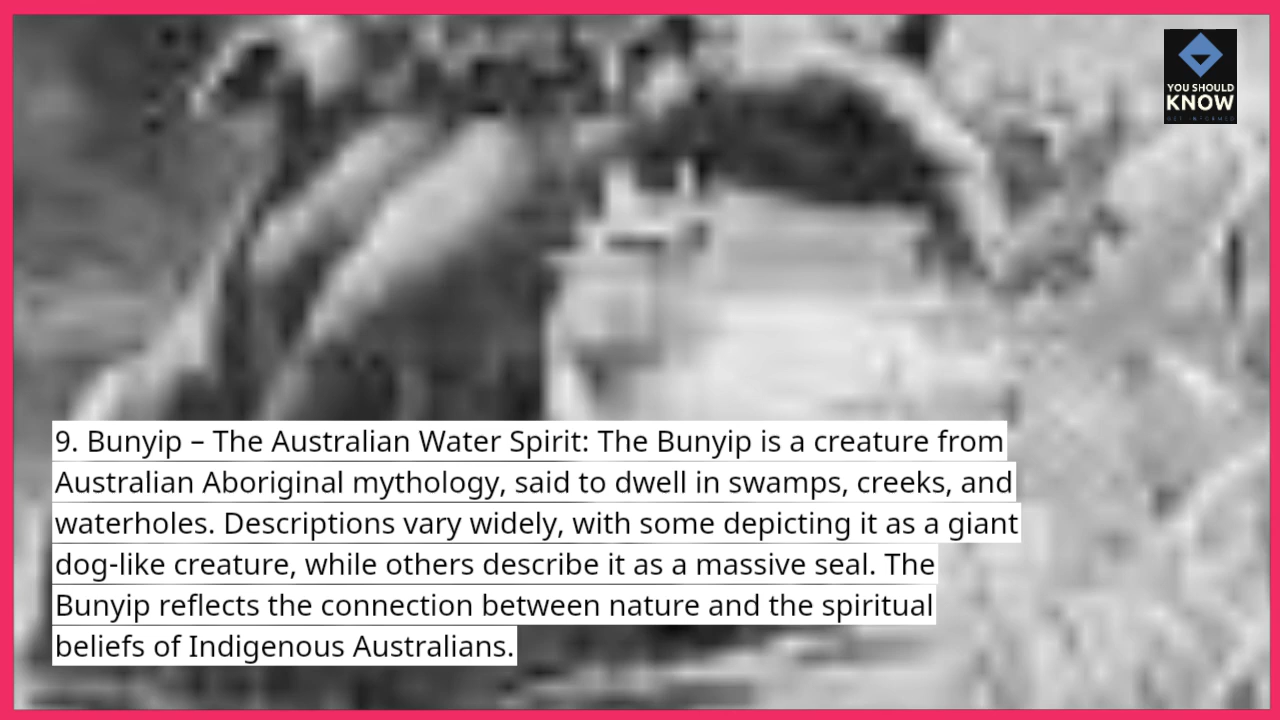 YOU SHOULD
KNOW
GET INFORMED
9. Bunyip – The Australian Water Spirit: The Bunyip is a creature from
Australian Aboriginal mythology, said to dwell in swamps, creeks, and
waterholes. Descriptions vary widely, with some depicting it as a giant
dog-like creature, while others describe it as a massive seal. The
Bunyip reflects the connection between nature and the spiritual
beliefs of Indigenous Australians.